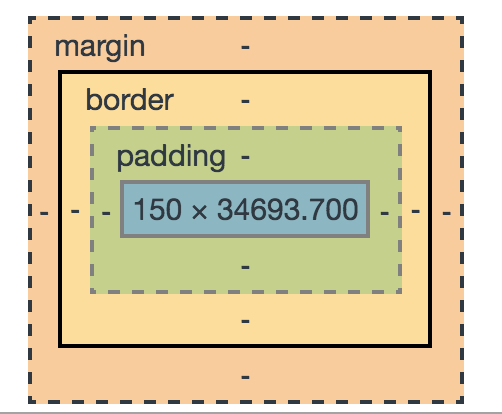 margin -
border -
padding -
- - - 150 × 34693.700 - - -
-
-
-